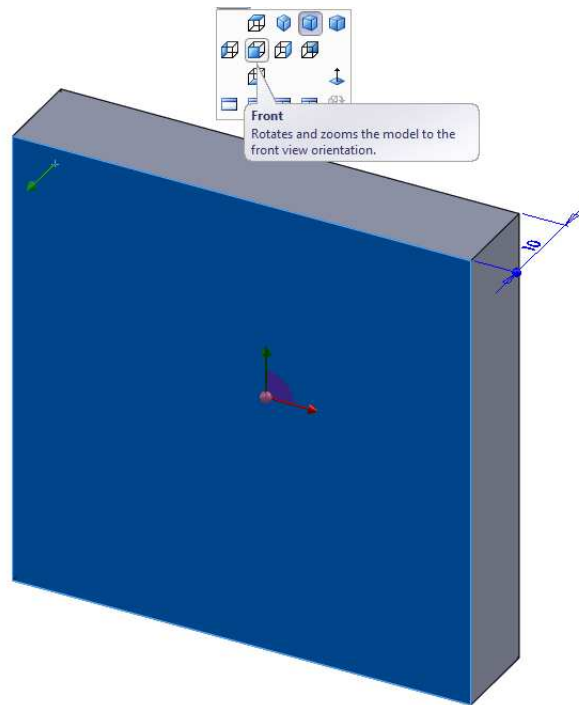 Front
Rotates and zooms the model to the
front view orientation.
10